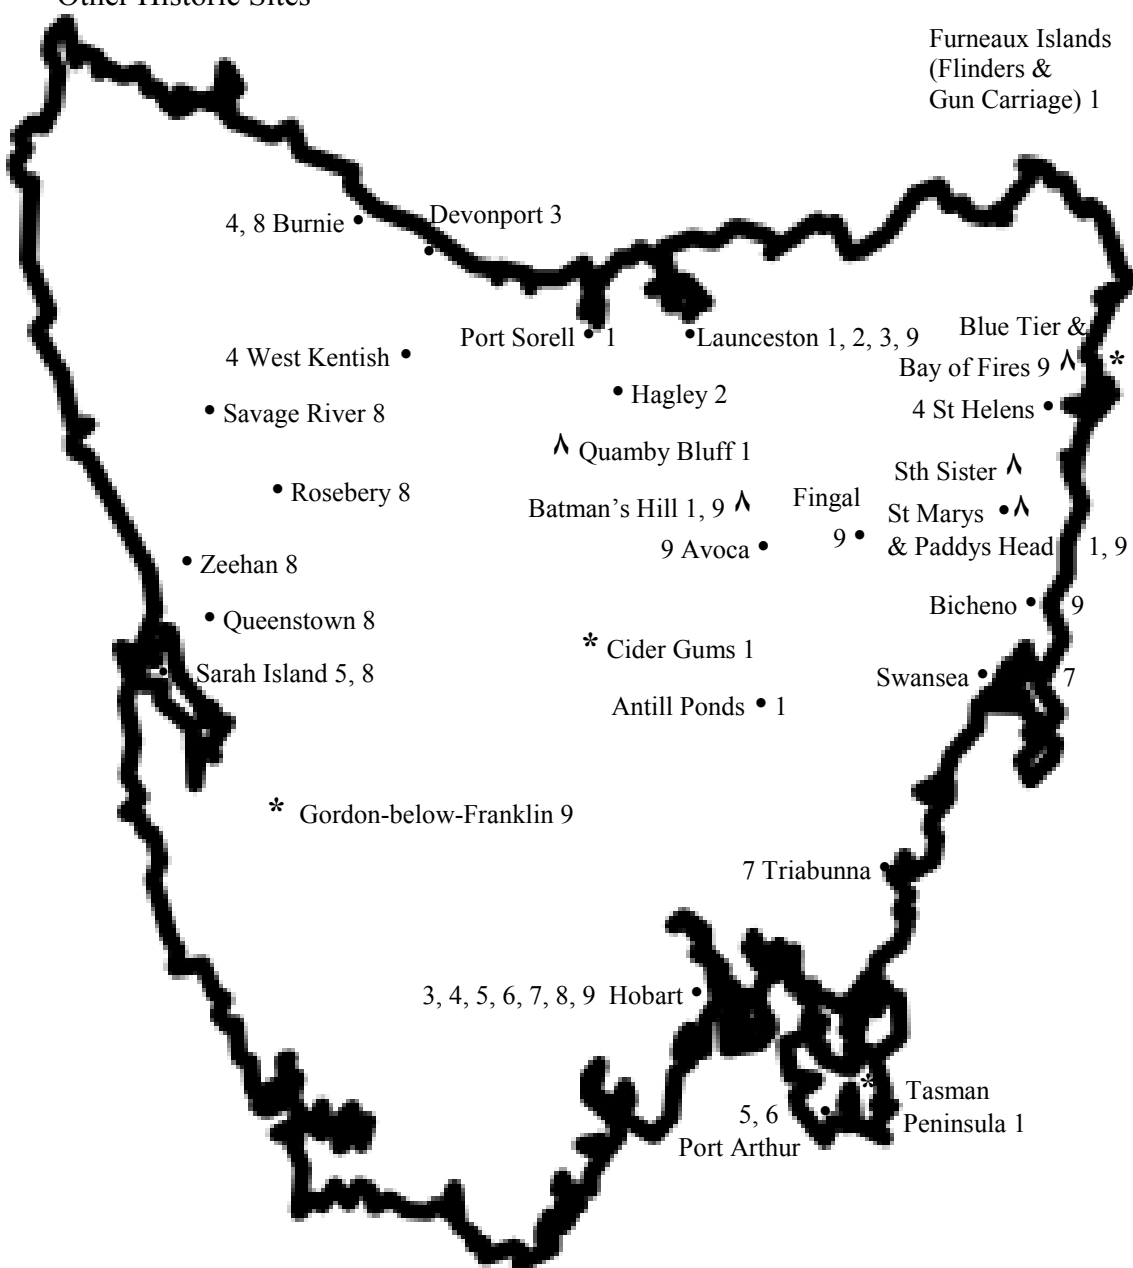 Other Historic Sites
Furneaux Islands
(Flinders &
Gun Carriage) 1
4, 8 Burnie •
Devonport 3
•
Port Sorell • 1
•Launceston 1, 2, 3, 9
Blue Tier &
Bay of Fires 9 ^ *
4 West Kentish •
• Hagley 2
• Savage River 8
4 St Helens •
^ Quamby Bluff 1
Sth Sister ^
• Rosebery 8
Batman's Hill 1, 9 ^
Fingal
9 •
St Marys •^
& Paddys Head 1, 9
9 Avoca •
• Zeehan 8
Bicheno • 9
• Queenstown 8
* Cider Gums 1
• Sarah Island 5, 8
Swansea • 7
Antill Ponds • 1
* Gordon-below-Franklin 9
7 Triabunna •
3, 4, 5, 6, 7, 8, 9 Hobart •
* Tasman
Peninsula 1
5, 6 •
Port Arthur